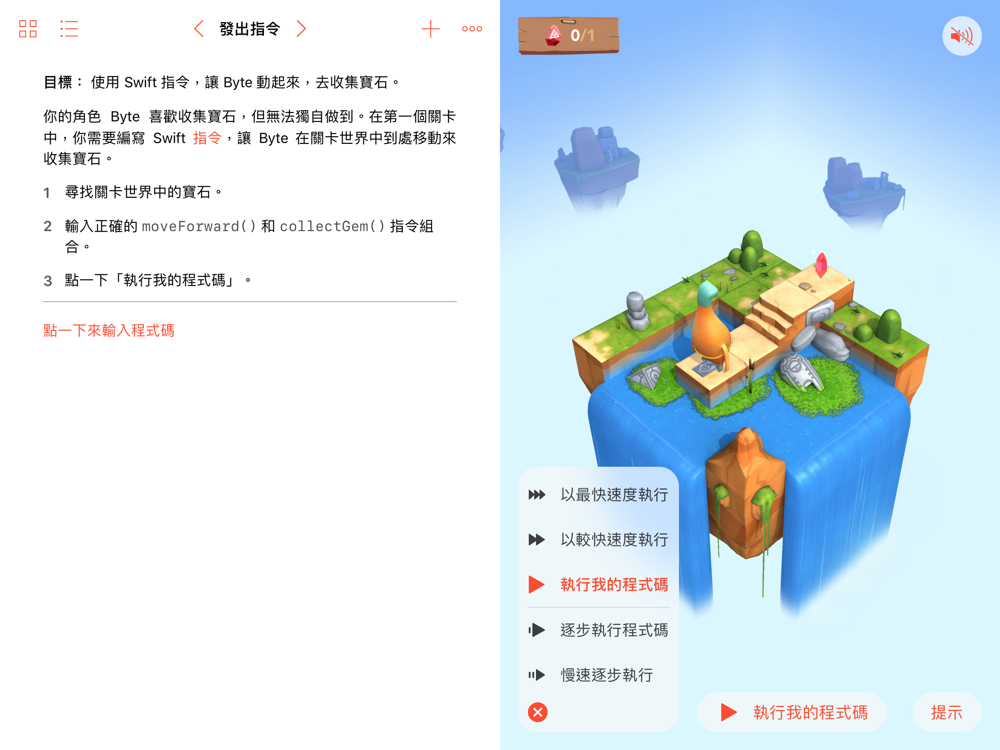 發出指令
目標： 使用 Swift 指令，讓 Byte 動起來，去收集寶石。
你的角色 Byte 喜歡收集寶石，但無法獨自做到。在第一個關卡
中，你需要編寫 Swift 指令，讓 Byte 在關卡世界中到處移動來
收集寶石。
1 尋找關卡世界中的寶石。
2 輸入正確的 moveForward() 和 collectGem() 指令組
合。
3 點一下「執行我的程式碼」。
點一下來輸入程式碼
0/1
以最快速度執行
以較快速度執行
執行我的程式碼
逐步執行程式碼
慢速逐步執行
執行我的程式碼
提示